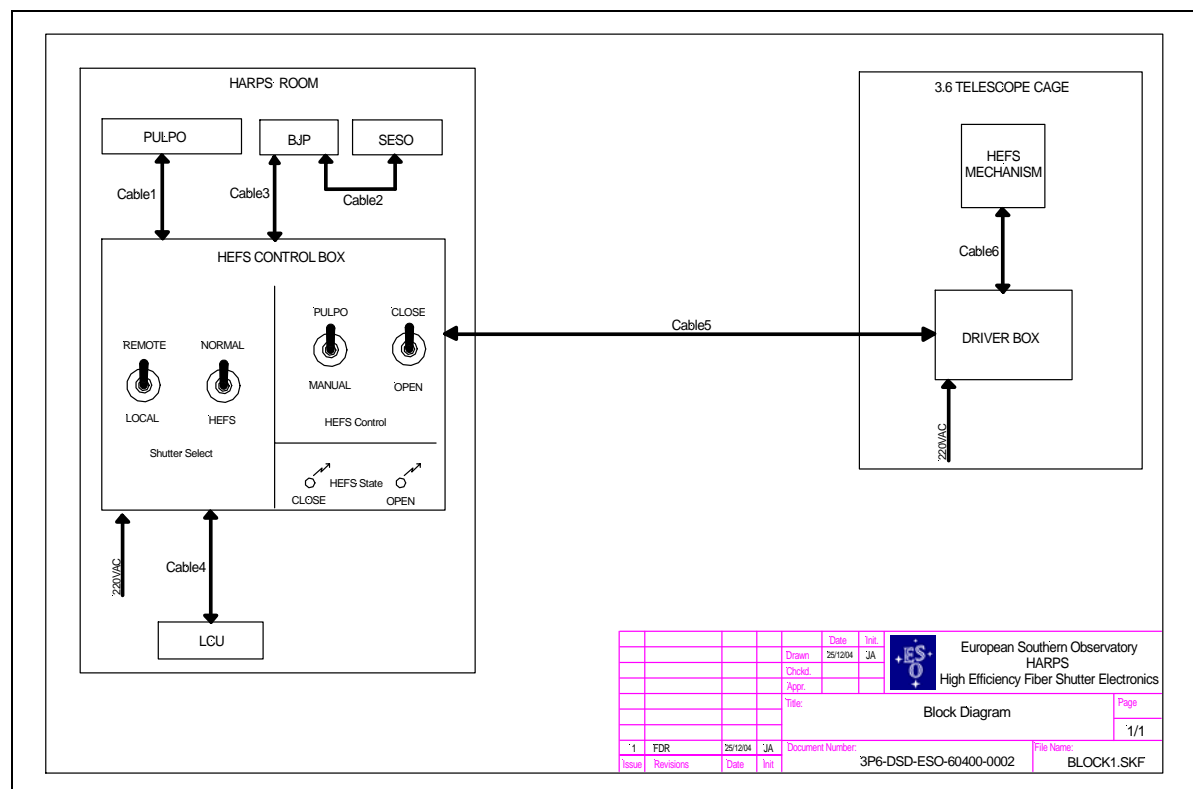 HARPS ROOM
PULPO
BJP
SESO
Cable1
Cable3
Cable2
HEFS CONTROL BOX
PULPO
CLOSE
REMOTE
NORMAL
MANUAL
OPEN
LOCAL
HEFS
HEFS Control
Shutter Select
HEFS State
CLOSE
OPEN
220VAC
Cable4
LCU
Cable5
3.6 TELESCOPE CAGE
HEFS
MECHANISM
Cable6
DRIVER BOX
220VAC
Date Init.
Drawn 25/12/04 JA
Chckd.
Appr.
ESO
European Southern Observatory
HARPS
High Efficiency Fiber Shutter Electronics
Title:
Block Diagram
Page
1/1
1 FDR 25/12/04 JA
Issue Revisions Date Init
Document Number:
3P6-DSD-ESO-60400-0002
File Name:
BLOCK1.SKF